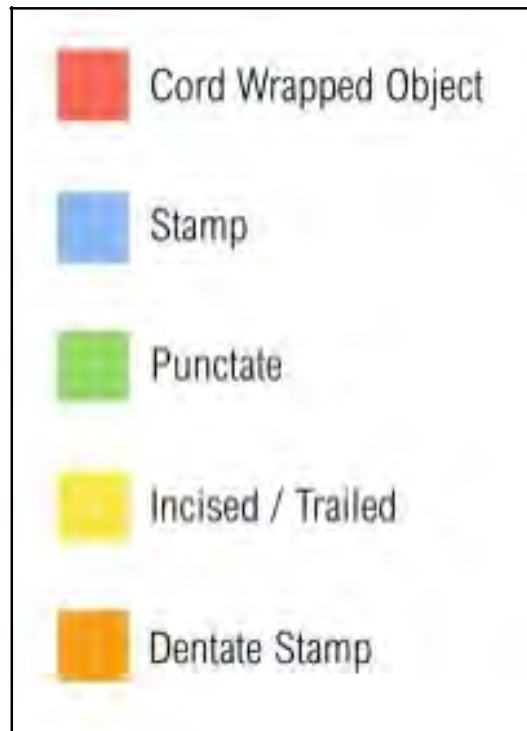 Cord Wrapped Object
Stamp
Punctate
Incised / Trailed
Dentate Stamp